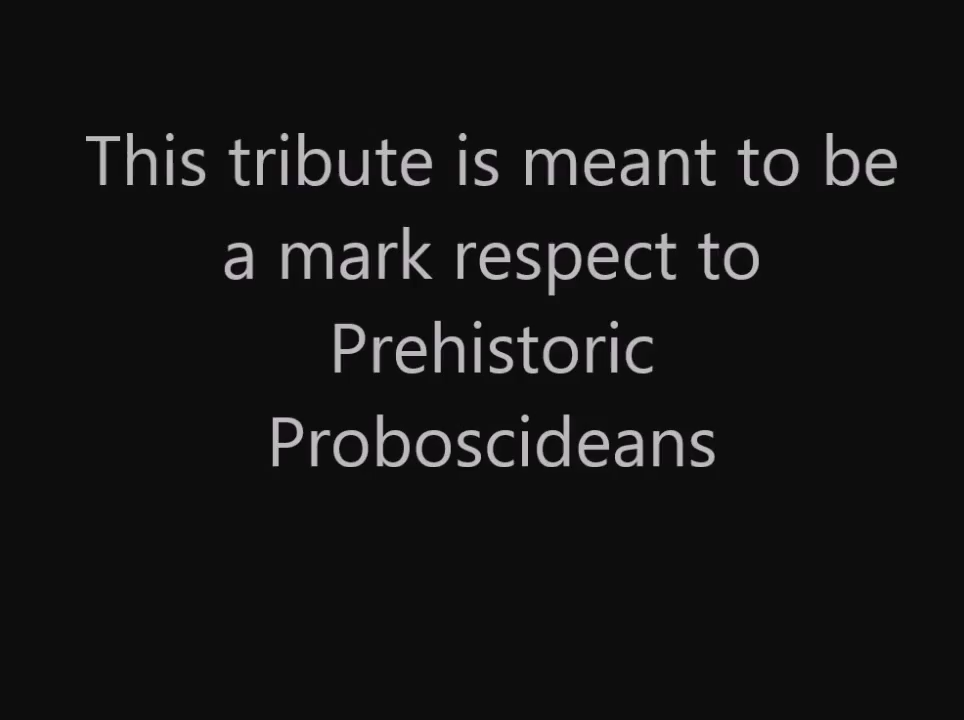 This tribute is meant to be
a mark respect to
Prehistoric
Proboscideans